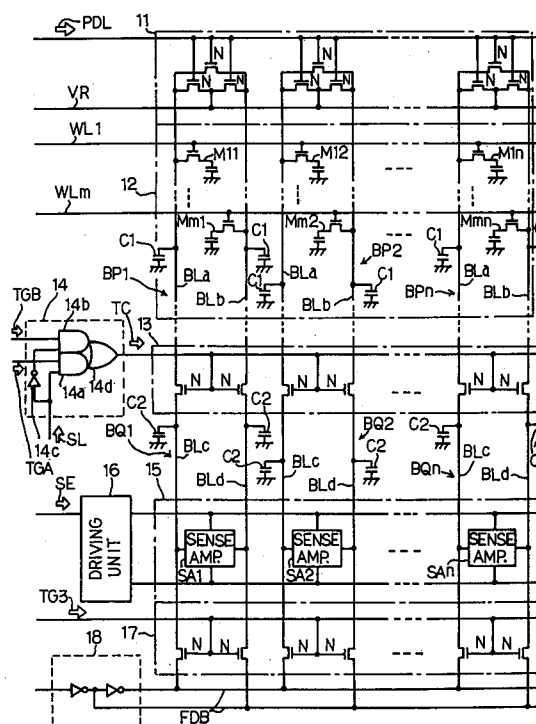 PDL 11
N N N
N N N N N N
VR
WL1
M11 M12 M1n
12
WLm
Mm1 Mm2 Mmn
C1 C1 C1 C1 C1
BP1 BLa BLa BP2 BLa
BLb BLb BPn BLb
TGB 14 14b TC 13
14a 14d
N N N N N N
14c SL C2 C2 C2
TGA BQ1 C2 C2 BQ2
BLc BLc BQn BLc
BLd BLd BLd
SE 16 15
DRIVING UNIT
SENSE AMP. SENSE AMP. SENSE AMP.
SA1 SA2 SAn
TG3
17
N N N N N N
18
FDB